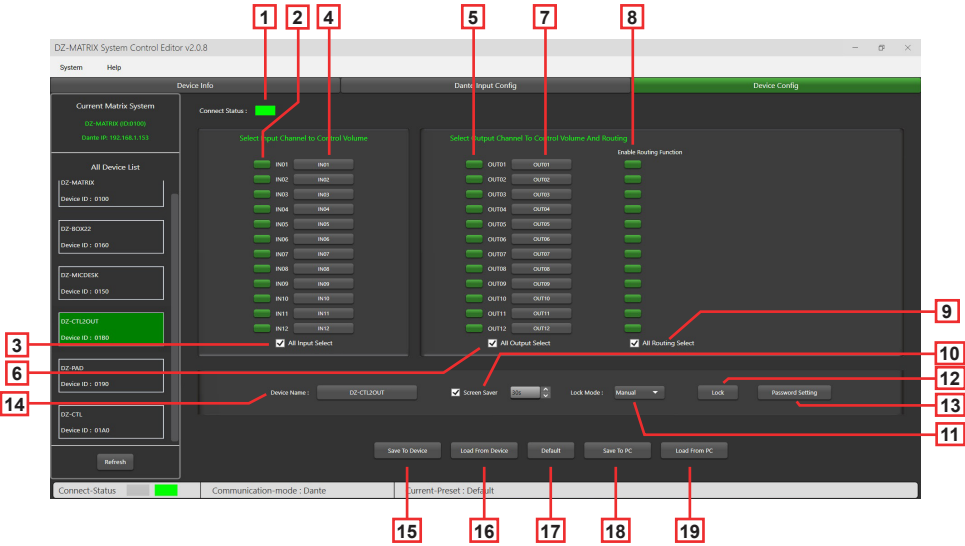 1 2 4 5 7 8
DZ-MATRIX System Control Editor v2.0.8
System Help
Device Info Dante Input Config Device Config
Current Matrix System
DZ-MATRIX (ID:0100)
Dante IP: 192.168.1.153
Connect Status :
Select Input Channel to Control Volume
Select Output Channel To Control Volume And Routing
Enable Routing Function
All Device List
DZ-MATRIX
Device ID : 0100
DZ-BOX22
Device ID : 0160
DZ-MICDESK
Device ID : 0150
DZ-CTL2OUT
Device ID : 01B0
DZ-PAD
Device ID : 0190
DZ-CTL
Device ID : 01A0
Refresh
IN01 IN01 OUT01 OUT01
IN02 IN02 OUT02 OUT02
IN03 IN03 OUT03 OUT03
IN04 IN04 OUT04 OUT04
IN05 IN05 OUT05 OUT05
IN06 IN06 OUT06 OUT06
IN07 IN07 OUT07 OUT07
IN08 IN08 OUT08 OUT08
IN09 IN09 OUT09 OUT09
IN10 IN10 OUT10 OUT10
IN11 IN11 OUT11 OUT11
IN12 IN12 OUT12 OUT12
All Input Select All Output Select All Routing Select
3 9
6 10
12
14 13
11
Device Name : DZ-CTL2OUT Screen Saver 30s Lock Mode : Manual Lock Password Setting
Save To Device Load From Device Default Save To PC Load From PC
Connect-Status Communication-mode : Dante Current-Preset : Default
15 16 17 18 19